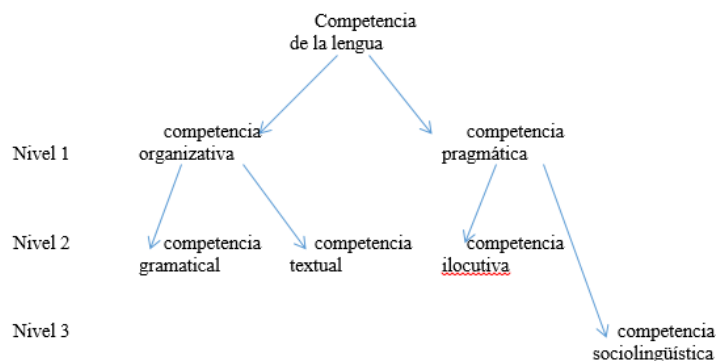 Competencia
de la lengua
competencia competencia
Nivel 1 organizativa pragmática
Nivel 2 competencia competencia competencia
gramatical textual ilocutiva
Nivel 3 competencia
sociolingüística